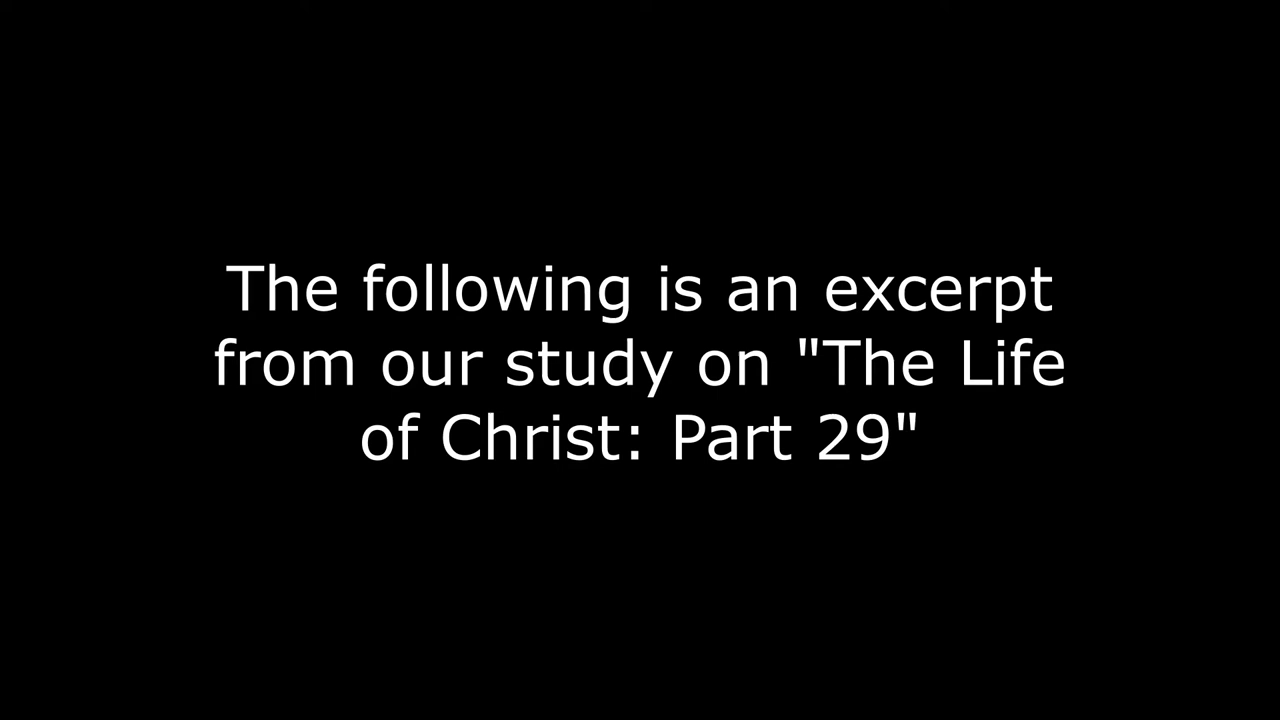 The following is an excerpt
from our study on "The Life
of Christ: Part 29"